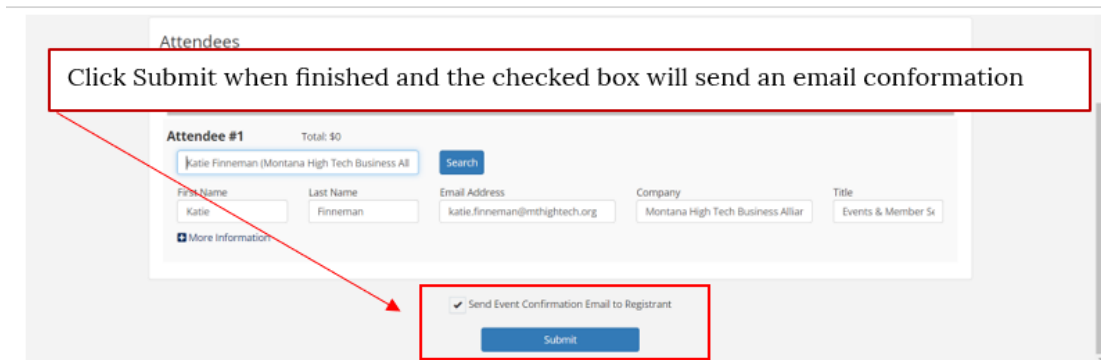 Attendees
Click Submit when finished and the checked box will send an email conformation
Attendee #1 Total: $0
Katie Finneman (Montana High Tech Business All Search
First Name Last Name Email Address Company Title
Katie Finneman katie.finneman@mthightech.org Montana High Tech Business Alliar Events & Member Se
More Information
Send Event Confirmation Email to Registrant
Submit